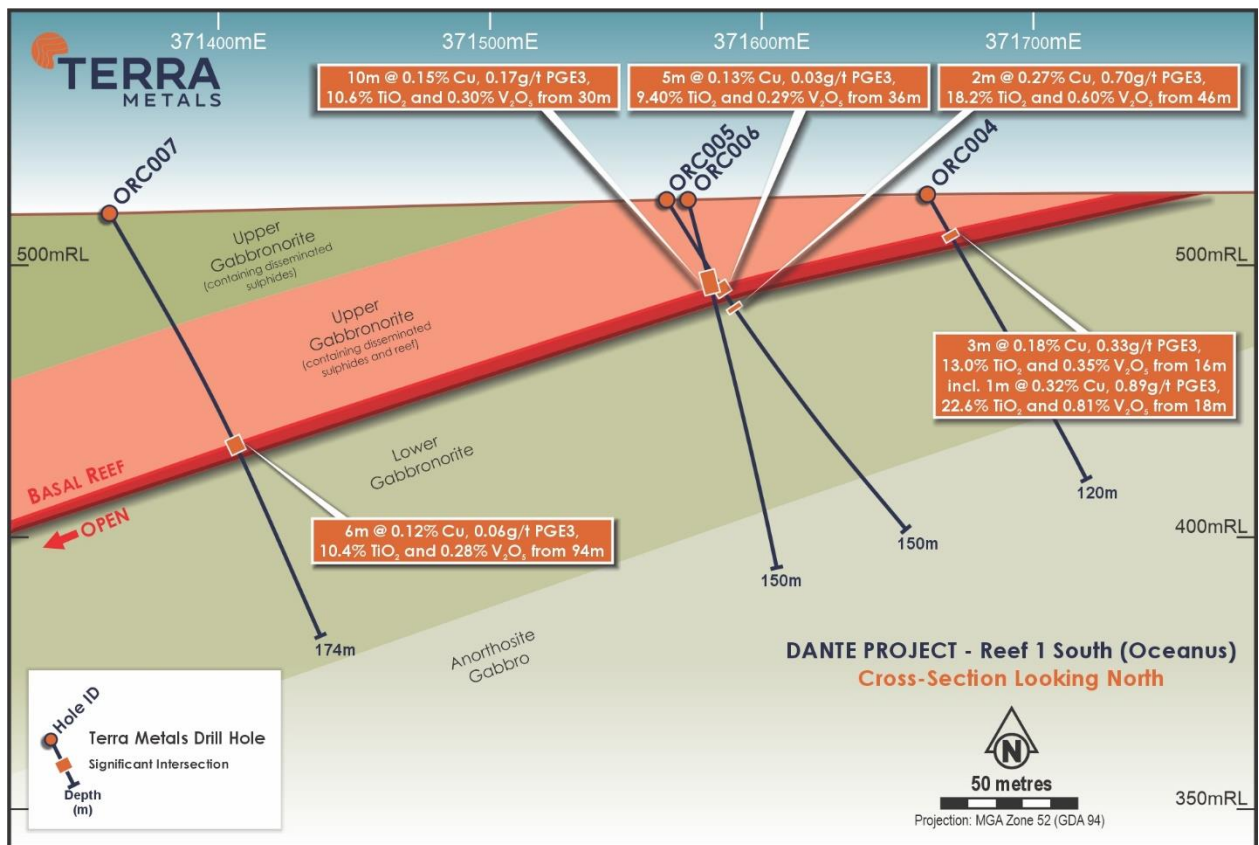 371400mE
371500mE
371600mE
371700mE
TERRA
METALS
10m @ 0.15% Cu, 0.17g/t PGE3,
10.6% TiO₂ and 0.30% V₂O₅ from 30m
5m @ 0.13% Cu, 0.03g/t PGE3,
9.40% TiO₂ and 0.29% V₂O₅ from 36m
2m @ 0.27% Cu, 0.70g/t PGE3,
18.2% TiO₂ and 0.60% V₂O₅ from 46m
ORC007
ORC005
ORC006
ORC004
Upper
Gabbronorite
(containing disseminated
sulphides)
500mRL
500mRL
Upper
Gabbronorite
(containing disseminated
sulphides and reef)
3m @ 0.18% Cu, 0.33g/t PGE3,
13.0% TiO₂ and 0.35% V₂O₅ from 16m
incl. 1m @ 0.32% Cu, 0.89g/t PGE3,
22.6% TiO₂ and 0.81% V₂O₅ from 18m
Lower
Gabbronorite
BASAL REEF
OPEN
6m @ 0.12% Cu, 0.06g/t PGE3,
10.4% TiO₂ and 0.28% V₂O₅ from 94m
120m
150m
400mRL
150m
174m
Anorthosite
Gabbro
DANTE PROJECT - Reef 1 South (Oceanus)
Cross-Section Looking North
Hole ID
Terra Metals Drill Hole
Significant Intersection
Depth
(m)
N
50 metres
Projection: MGA Zone 52 (GDA 94)
350mRL